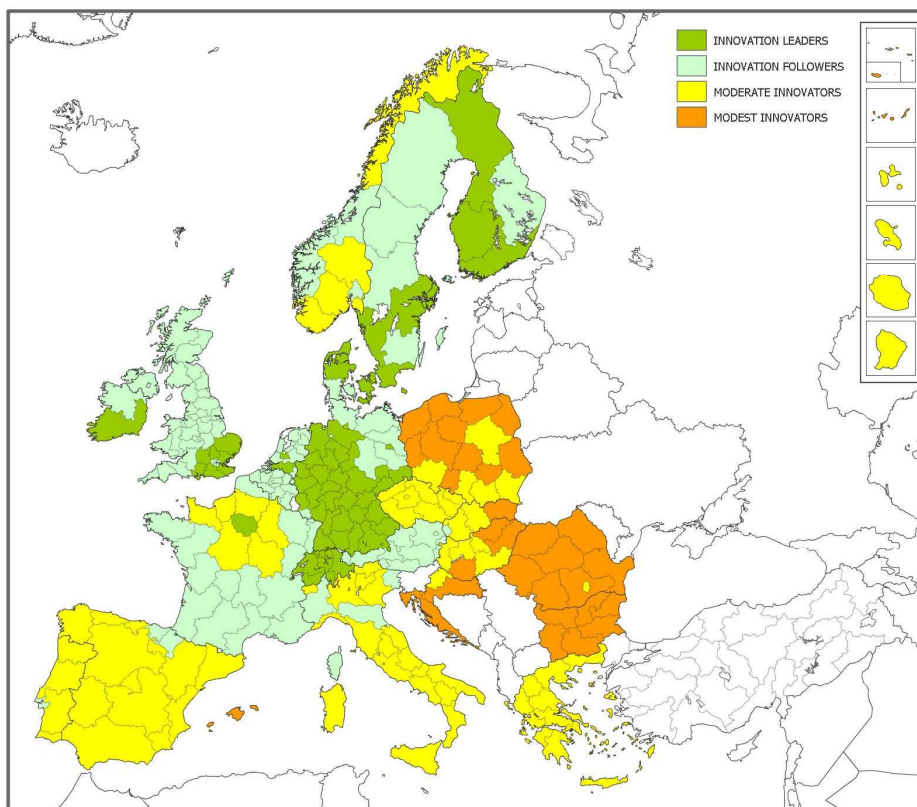 INNOVATION LEADERS
INNOVATION FOLLOWERS
MODERATE INNOVATORS
MODEST INNOVATORS